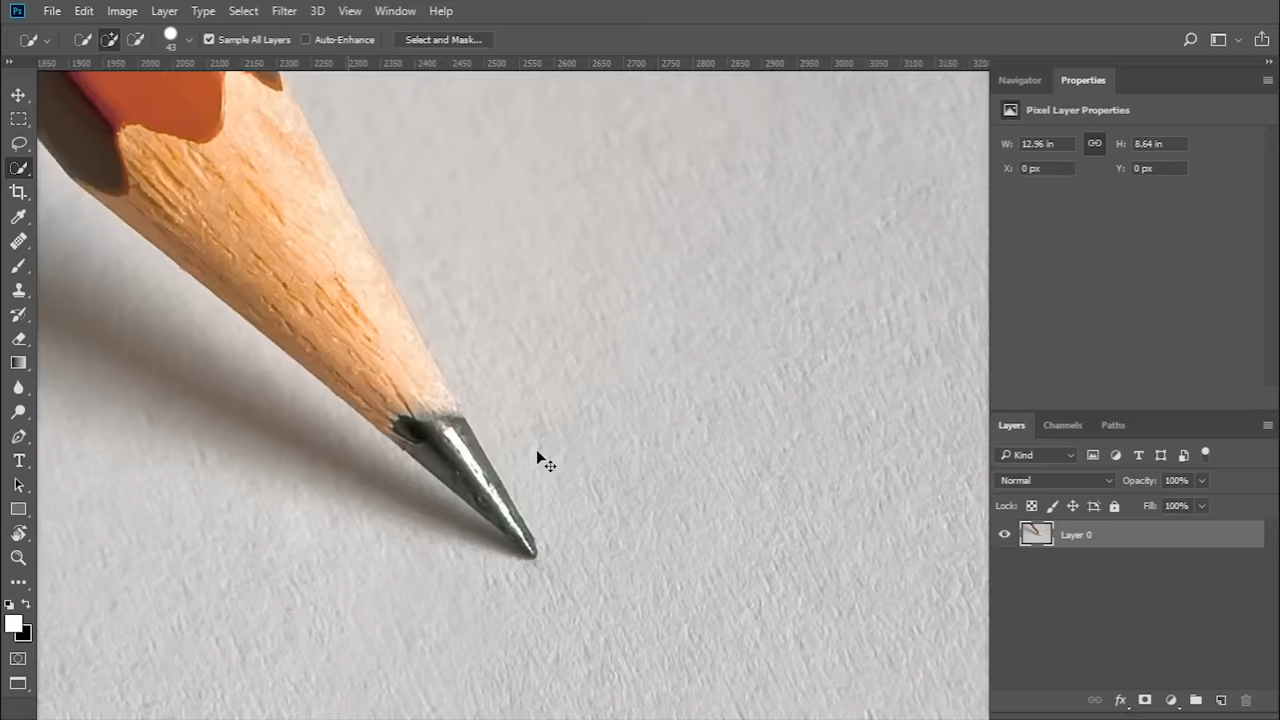 Ps File Edit Image Layer Type Select Filter 3D View Window Help
43 Sample All Layers Auto-Enhance Select and Mask...
1850 1900 1950 2000 2050 2100 2150 2200 2250 2300 2350 2400 2450 2500 2550 2600 2650 2700 2750 2800 2850 2900 2950 3000 3050 3100 3150 3200
Navigator Properties
Pixel Layer Properties
W: 12.96 in H: 8.64 in
X: 0 px Y: 0 px
Layers Channels Paths
Kind T
Normal Opacity: 100%
Lock: Fill: 100%
Layer 0
T
fx